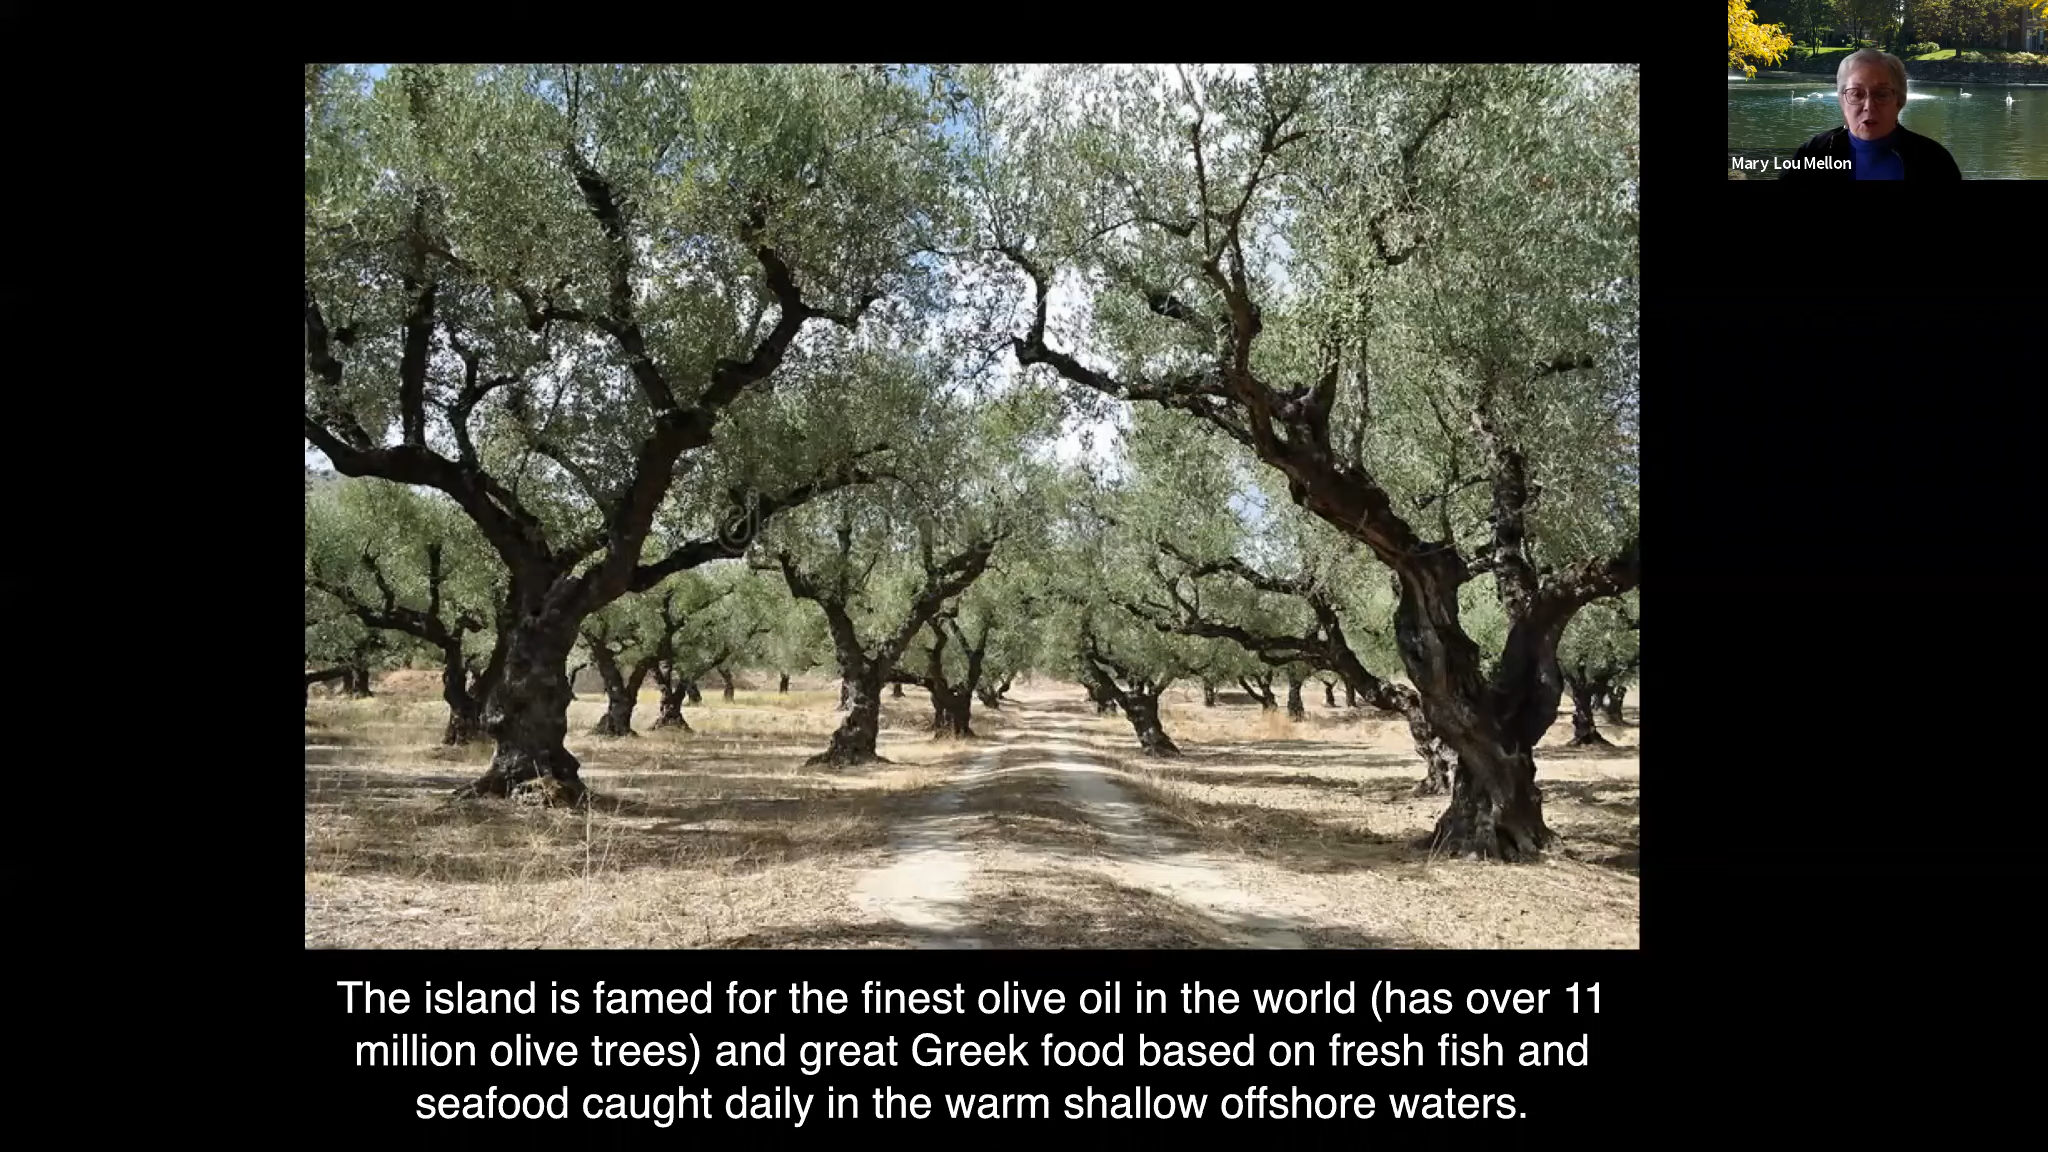 Mary Lou Mellon
The island is famed for the finest olive oil in the world (has over 11
million olive trees) and great Greek food based on fresh fish and
seafood caught daily in the warm shallow offshore waters.